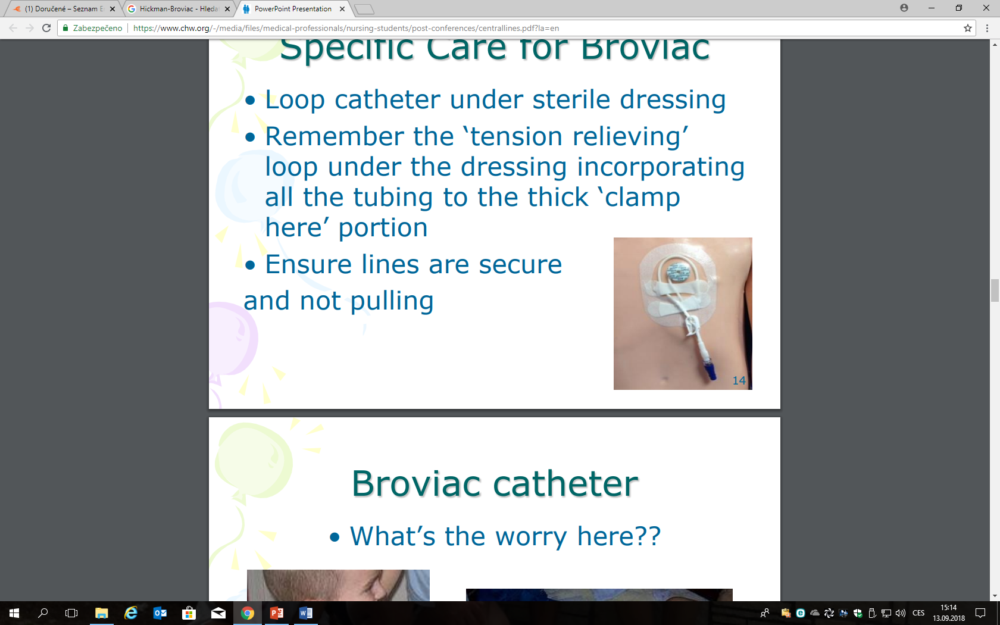 (1) Doručené – Seznam E
Hickman-Broviac - Hleda
PowerPoint Presentation
Zabezpečeno
https://www.chw.org/-/media/files/medical-professionals/nursing-students/post-conferences/centrallines.pdf?la=en
Specific Care for Broviac
• Loop catheter under sterile dressing
• Remember the ‘tension relieving’
loop under the dressing incorporating
all the tubing to the thick ‘clamp
here’ portion
• Ensure lines are secure
and not pulling
14
Broviac catheter
• What’s the worry here??
CES
15:14
13.09.2018